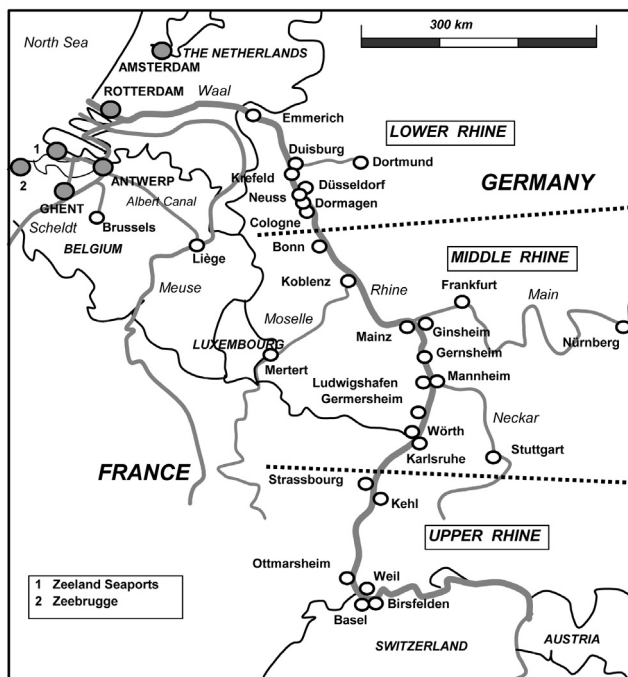 300 km
North Sea
THE NETHERLANDS
AMSTERDAM
ROTTERDAM
Waal
Emmerich
LOWER RHINE
1
2
Duisburg
Dortmund
ANTWERP
Krefeld
GERMANY
Düsseldorf
Neuss
Dormagen
GHENT
Albert Canal
Cologne
Scheldt
Brussels
BELGIUM
Bonn
Liège
MIDDLE RHINE
Koblenz
Rhine
Frankfurt
Main
Meuse
Moselle
Mainz
Ginsheim
LUXEMBOURG
Nürnberg
Gernsheim
Mertert
Ludwigshafen
Mannheim
Germersheim
Neckar
Wörth
Karlsruhe
Stuttgart
FRANCE
Strassbourg
Kehl
UPPER RHINE
Ottmarsheim
Weil
1 Zeeland Seaports
2 Zeebrugge
Birsfelden
Basel
SWITZERLAND
AUSTRIA